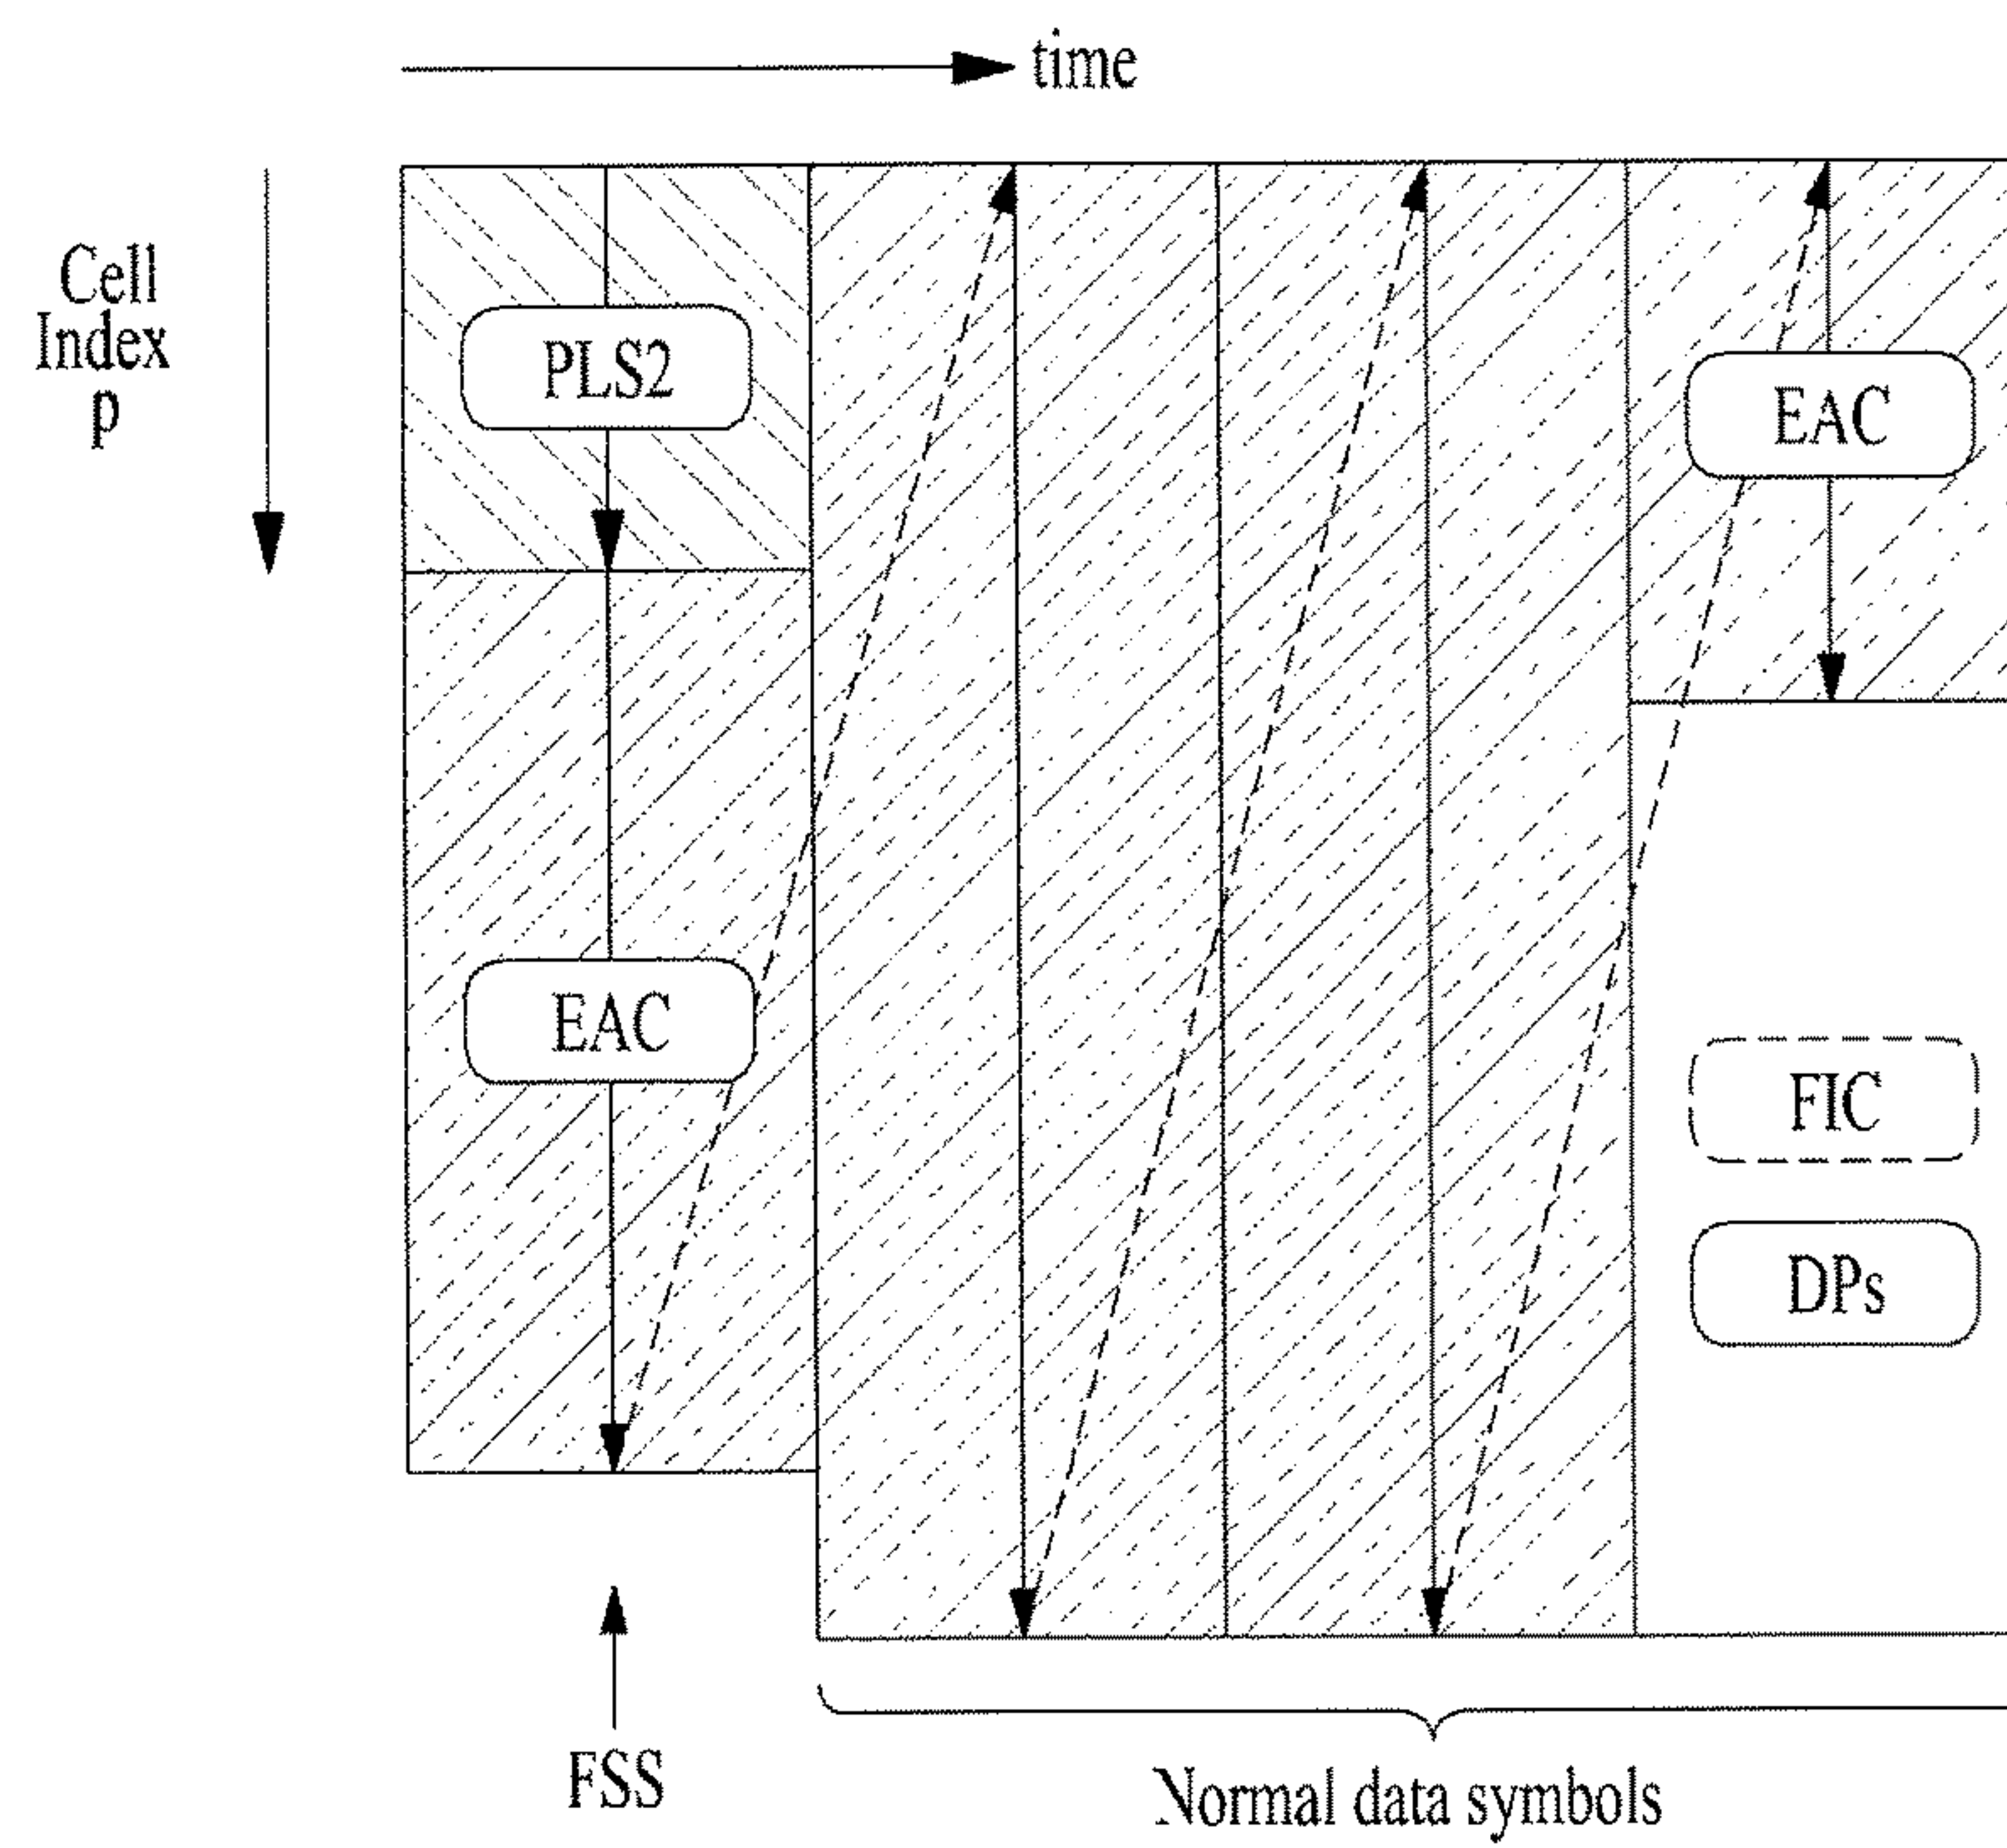 time
Cell
Index
p
PLS2
EAC
EAC
FIC
DPs
FSS
Normal data symbols